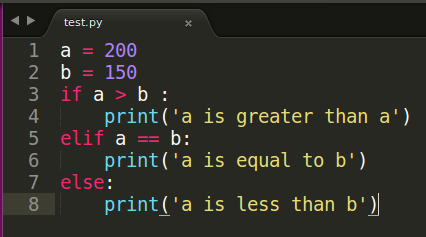 test.py
1 a = 200
2 b = 150
3 if a > b :
4     print('a is greater than a')
5 elif a == b:
6     print('a is equal to b')
7 else:
8     print('a is less than b')